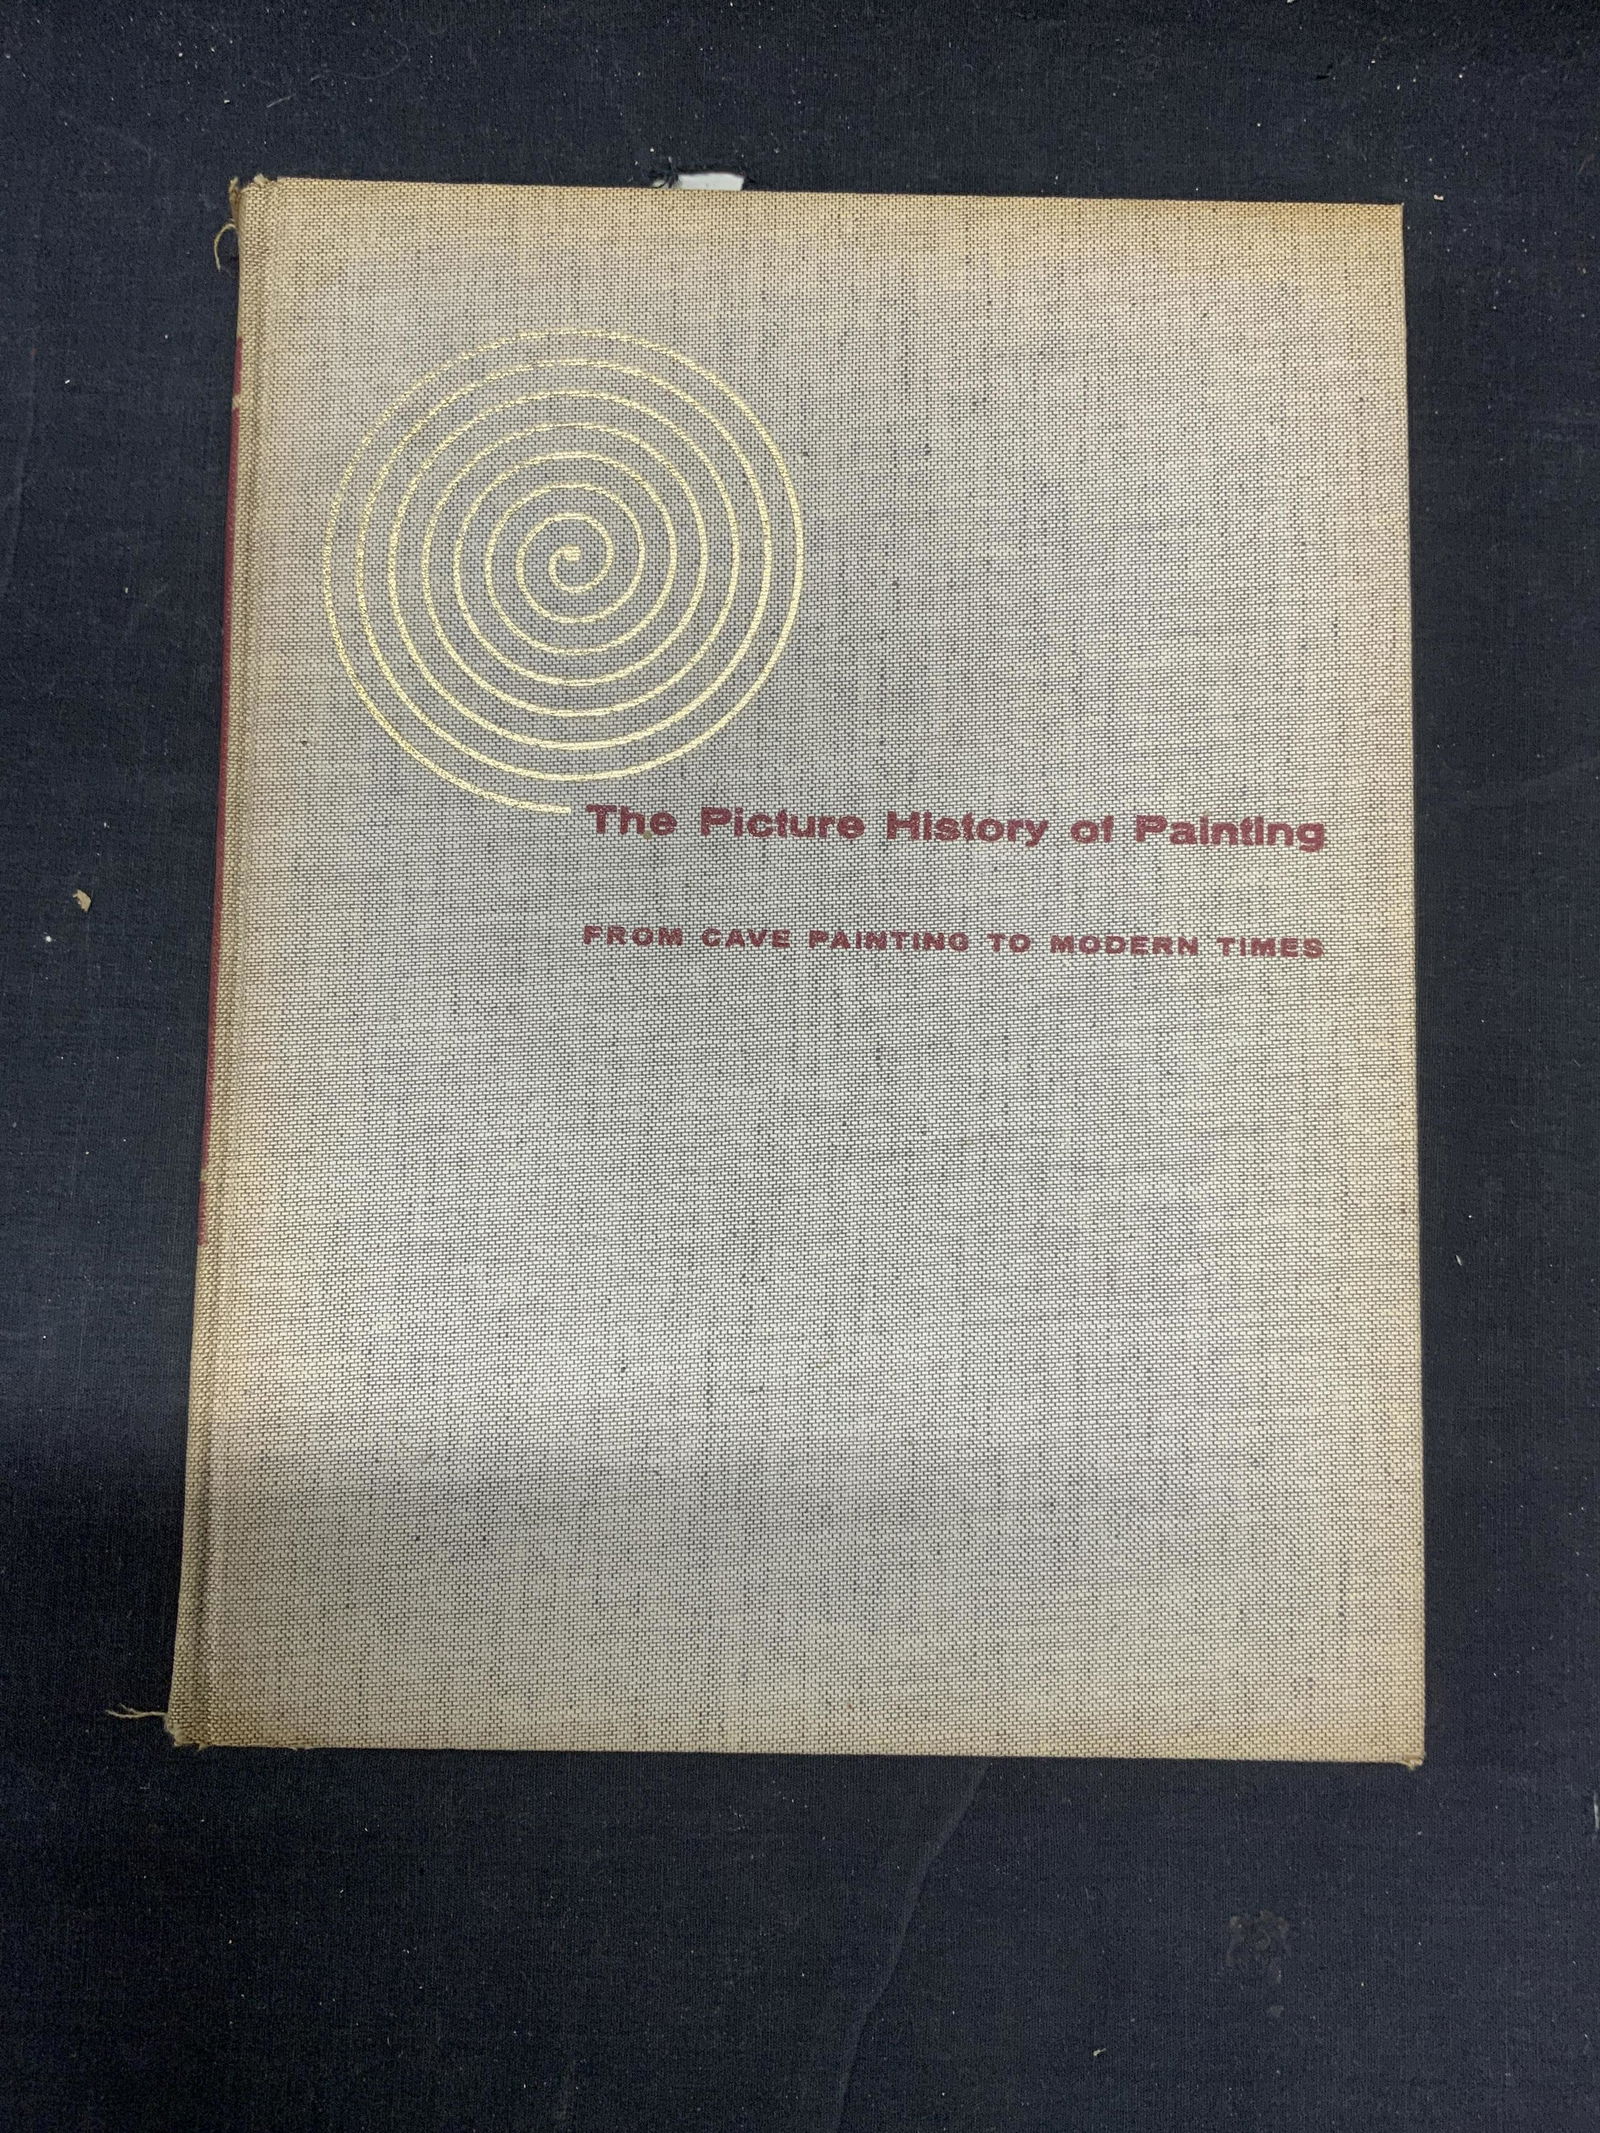 The Picture History of Painting
FROM CAVE PAINTING TO MODERN TIMES